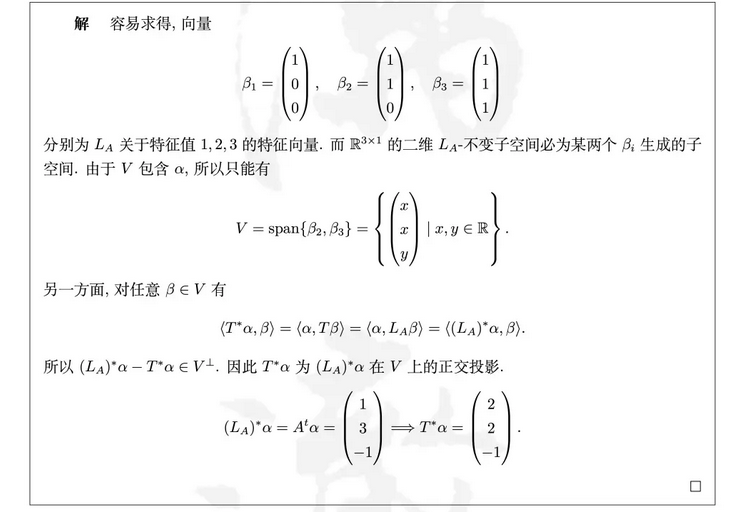 解 容易求得, 向量
β₁ = (1 0 0), β₂ = (1 1 0), β₃ = (1 1 1)
分别为 L_A 关于特征值 1, 2, 3 的特征向量. 而 ℝ^{3×1} 的二维 L_A-不变子空间必为某两个 β_i 生成的子
空间. 由于 V 包含 α, 所以只能有
V = span{β₂, β₃} = { (x x y) | x, y ∈ ℝ }.
另一方面, 对任意 β ∈ V 有
⟨T*α, β⟩ = ⟨α, Tβ⟩ = ⟨α, L_Aβ⟩ = ⟨(L_A)*α, β⟩.
所以 (L_A)*α − T*α ∈ V^⊥. 因此 T*α 为 (L_A)*α 在 V 上的正交投影.
(L_A)*α = A^tα = (1 3 −1) ⟹ T*α = (2 2 −1).
□